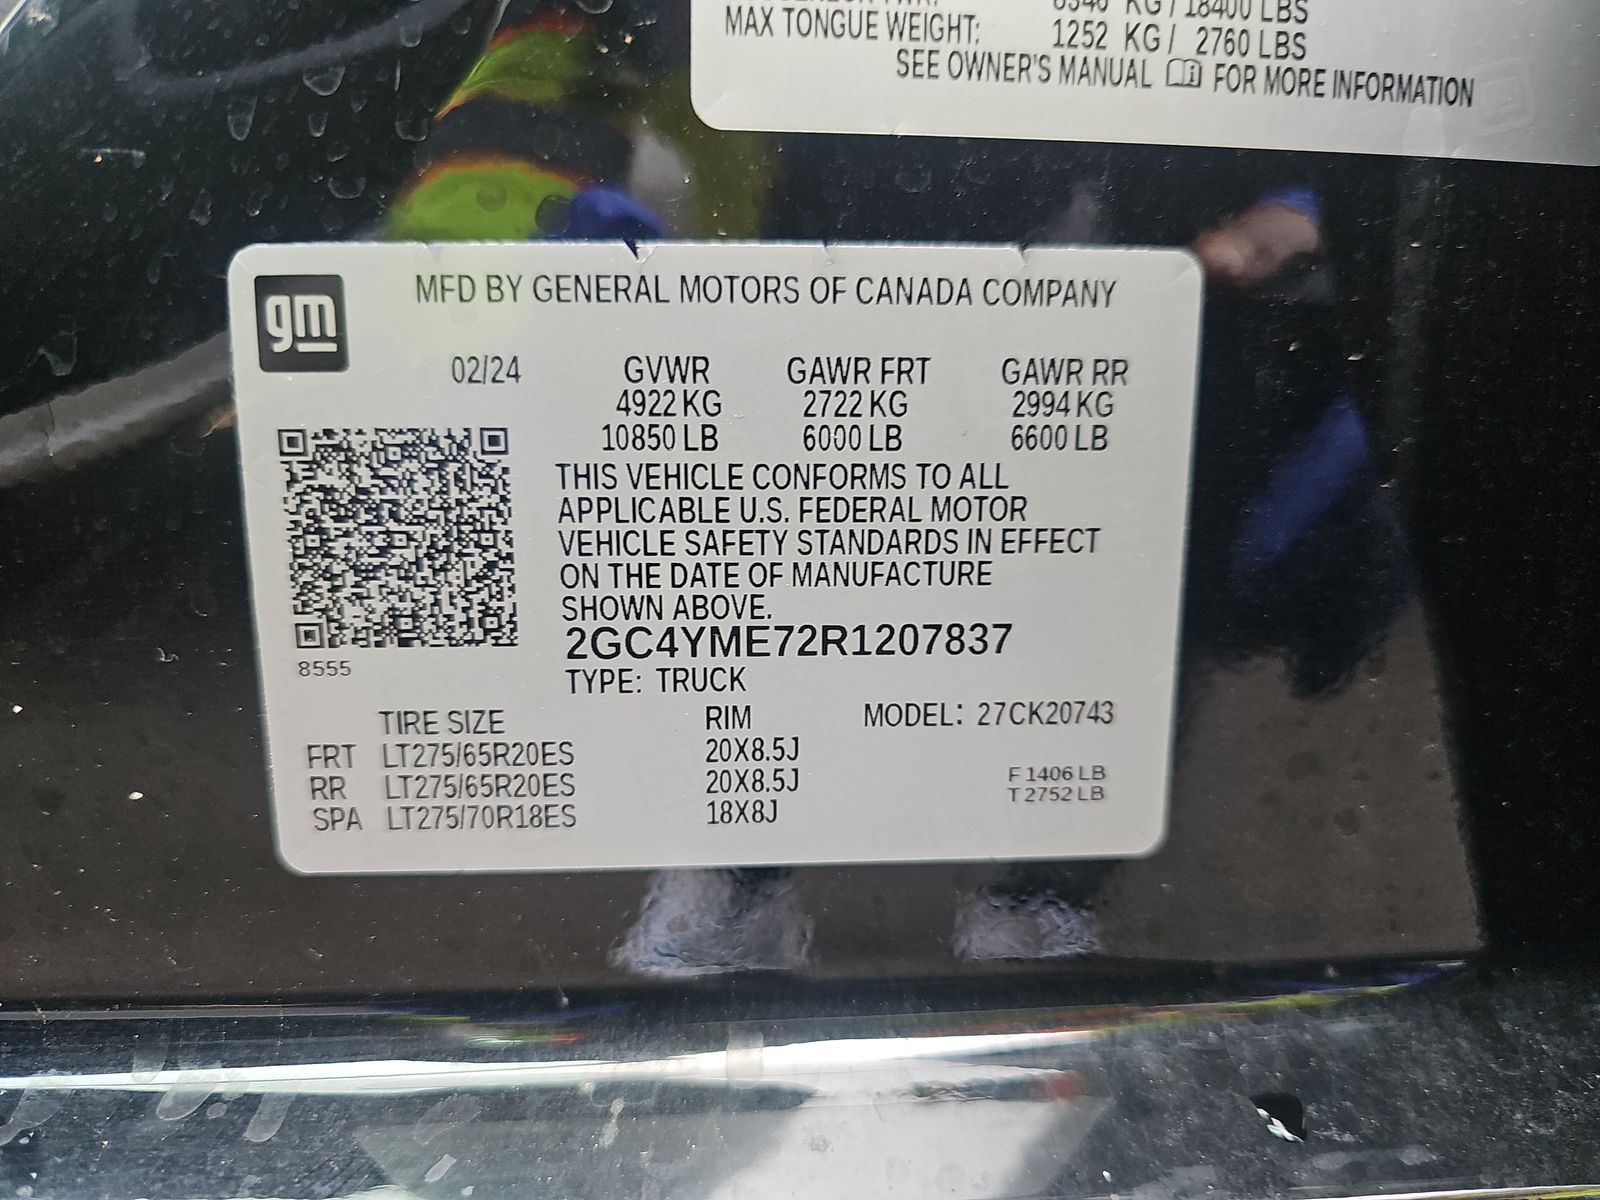 KG / 18400 LBS
MAX TONGUE WEIGHT: 1252 KG / 2760 LBS
SEE OWNER'S MANUAL FOR MORE INFORMATION
gm
MFD BY GENERAL MOTORS OF CANADA COMPANY
02/24 GVWR GAWR FRT GAWR RR
4922 KG 2722 KG 2994 KG
10850 LB 6000 LB 6600 LB
THIS VEHICLE CONFORMS TO ALL
APPLICABLE U.S. FEDERAL MOTOR
VEHICLE SAFETY STANDARDS IN EFFECT
ON THE DATE OF MANUFACTURE
SHOWN ABOVE.
2GC4YME72R1207837
8555
TYPE: TRUCK
TIRE SIZE RIM MODEL: 27CK20743
FRT LT275/65R20ES 20X8.5J
RR LT275/65R20ES 20X8.5J
SPA LT275/70R18ES 18X8J
F 1406 LB
T 2752 LB